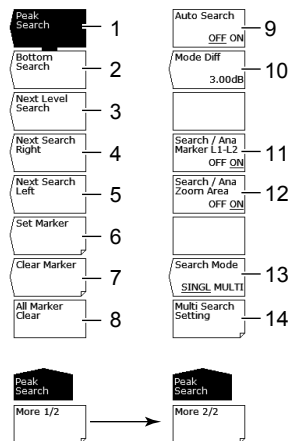 Peak
Search
1
Bottom
Search
2
Next Level
Search
3
Next Search
Right
4
Next Search
Left
5
Set Marker
6
Clear Marker
7
All Marker
Clear
8
Peak
Search
More 1/2
Auto Search
OFF ON
9
Mode Diff
3.00dB
10
Search / Ana
Marker L1-L2
OFF ON
11
Search / Ana
Zoom Area
OFF ON
12
Search Mode
SINGL MULTI
13
Multi Search
Setting
14
Peak
Search
More 2/2